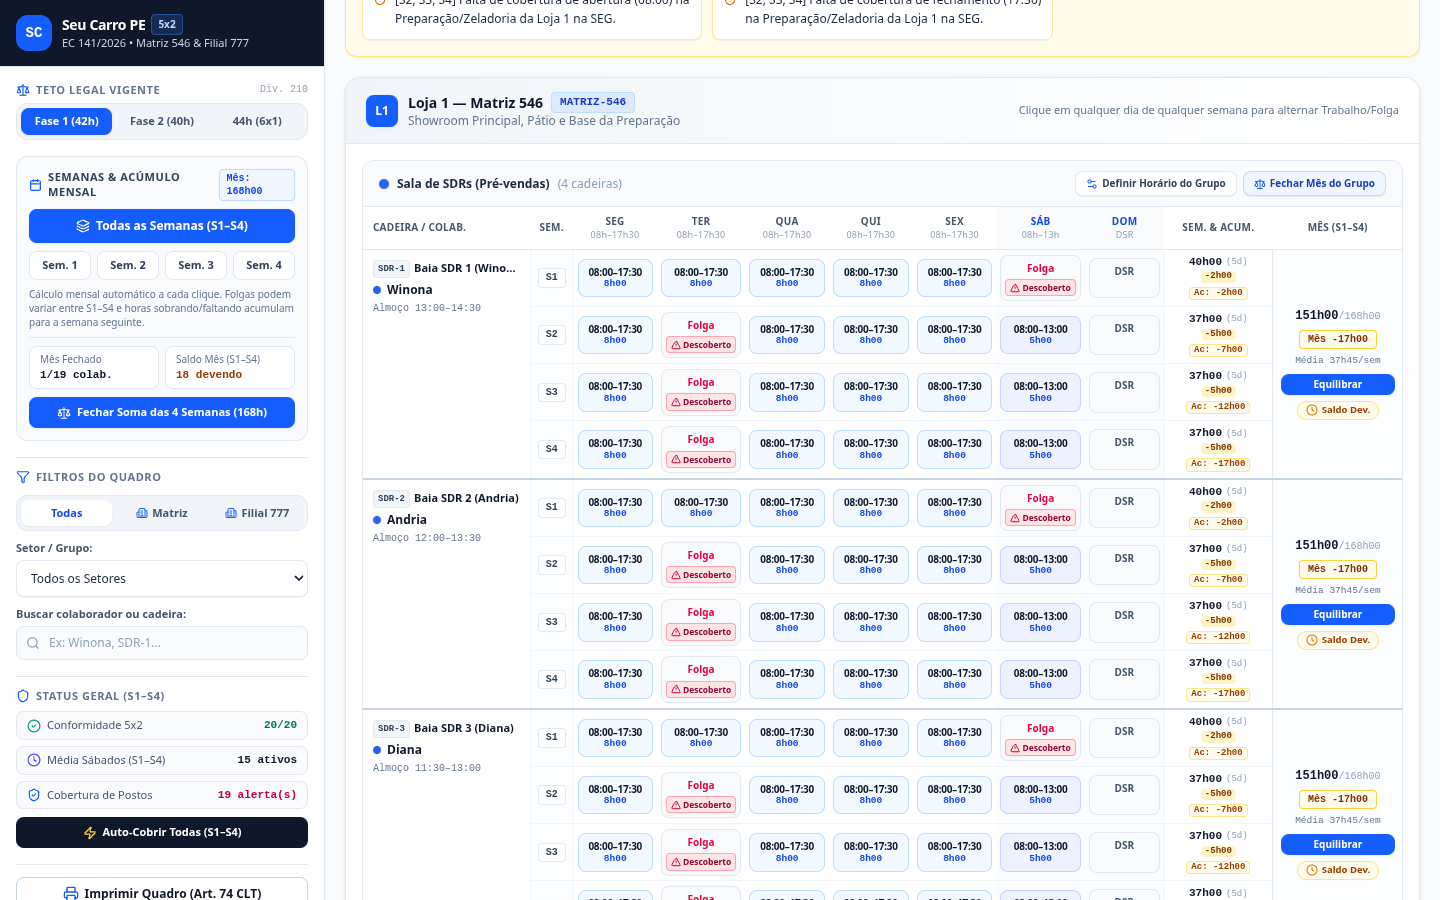 SC
Seu Carro PE 5x2
EC 141/2026 • Matriz 546 & Filial 777
TETO LEGAL VIGENTE Div. 210
Fase 1 (42h) Fase 2 (40h) 44h (6x1)
SEMANAS & ACÚMULO MENSAL Mês: 168h00
Todas as Semanas (S1–S4)
Sem. 1 Sem. 2 Sem. 3 Sem. 4
Cálculo mensal automático a cada clique. Folgas podem
variar entre S1–S4 e horas sobrando/faltando acumulam
para a semana seguinte.
Mês Fechado Saldo Mês (S1–S4)
1/19 colab. 18 devendo
Fechar Soma das 4 Semanas (168h)
FILTROS DO QUADRO
Todas Matriz Filial 777
Setor / Grupo:
Todos os Setores
Buscar colaborador ou cadeira:
Ex: Winona, SDR-1...
STATUS GERAL (S1–S4)
Conformidade 5x2 20/20
Média Sábados (S1–S4) 15 ativos
Cobertura de Postos 19 alerta(s)
Auto-Cobrir Todas (S1–S4)
Imprimir Quadro (Art. 74 CLT)
[S2, S3, S4] Falta de cobertura de abertura (08:00) na
Preparação/Zeladoria da Loja 1 na SEG.
[S2, S3, S4] Falta de cobertura de fechamento (17:30)
na Preparação/Zeladoria da Loja 1 na SEG.
L1
Loja 1 — Matriz 546 MATRIZ-546
Showroom Principal, Pátio e Base da Preparação
Clique em qualquer dia de qualquer semana para alternar Trabalho/Folga
Sala de SDRs (Pré-vendas) (4 cadeiras)
Definir Horário do Grupo Fechar Mês do Grupo
CADEIRA / COLAB. SEM. SEG TER QUA QUI SEX SÁB DOM SEM. & ACUM. MÊS (S1–S4)
08h–17h30 08h–17h30 08h–17h30 08h–17h30 08h–17h30 08h–13h DSR
SDR-1 Baia SDR 1 (Wino...
Winona
Almoço 13:00–14:30
S1 08:00–17:30 08:00–17:30 08:00–17:30 08:00–17:30 08:00–17:30 Folga DSR 40h00 (5d)
8h00 8h00 8h00 8h00 8h00 Descoberto -2h00
Ac: -2h00
S2 08:00–17:30 Folga 08:00–17:30 08:00–17:30 08:00–17:30 08:00–13:00 DSR 37h00 (5d)
8h00 Descoberto 8h00 8h00 8h00 5h00 -5h00
Ac: -7h00
S3 08:00–17:30 Folga 08:00–17:30 08:00–17:30 08:00–17:30 08:00–13:00 DSR 37h00 (5d)
8h00 Descoberto 8h00 8h00 8h00 5h00 -5h00
Ac: -12h00
S4 08:00–17:30 Folga 08:00–17:30 08:00–17:30 08:00–17:30 08:00–13:00 DSR 37h00 (5d)
8h00 Descoberto 8h00 8h00 8h00 5h00 -5h00
Ac: -17h00
151h00/168h00
Mês -17h00
Média 37h45/sem
Equilibrar
Saldo Dev.
SDR-2 Baia SDR 2 (Andria)
Andria
Almoço 12:00–13:30
S1 08:00–17:30 08:00–17:30 08:00–17:30 08:00–17:30 08:00–17:30 Folga DSR 40h00 (5d)
8h00 8h00 8h00 8h00 8h00 Descoberto -2h00
Ac: -2h00
S2 08:00–17:30 Folga 08:00–17:30 08:00–17:30 08:00–17:30 08:00–13:00 DSR 37h00 (5d)
8h00 Descoberto 8h00 8h00 8h00 5h00 -5h00
Ac: -7h00
S3 08:00–17:30 Folga 08:00–17:30 08:00–17:30 08:00–17:30 08:00–13:00 DSR 37h00 (5d)
8h00 Descoberto 8h00 8h00 8h00 5h00 -5h00
Ac: -12h00
S4 08:00–17:30 Folga 08:00–17:30 08:00–17:30 08:00–17:30 08:00–13:00 DSR 37h00 (5d)
8h00 Descoberto 8h00 8h00 8h00 5h00 -5h00
Ac: -17h00
151h00/168h00
Mês -17h00
Média 37h45/sem
Equilibrar
Saldo Dev.
SDR-3 Baia SDR 3 (Diana)
Diana
Almoço 11:30–13:00
S1 08:00–17:30 08:00–17:30 08:00–17:30 08:00–17:30 08:00–17:30 Folga DSR 40h00 (5d)
8h00 8h00 8h00 8h00 8h00 Descoberto -2h00
Ac: -2h00
S2 08:00–17:30 Folga 08:00–17:30 08:00–17:30 08:00–17:30 08:00–13:00 DSR 37h00 (5d)
8h00 Descoberto 8h00 8h00 8h00 5h00 -5h00
Ac: -7h00
S3 08:00–17:30 Folga 08:00–17:30 08:00–17:30 08:00–17:30 08:00–13:00 DSR 37h00 (5d)
8h00 Descoberto 8h00 8h00 8h00 5h00 -5h00
Ac: -12h00
151h00/168h00
Mês -17h00
Média 37h45/sem
Equilibrar
Saldo Dev.
37h00 (5d)